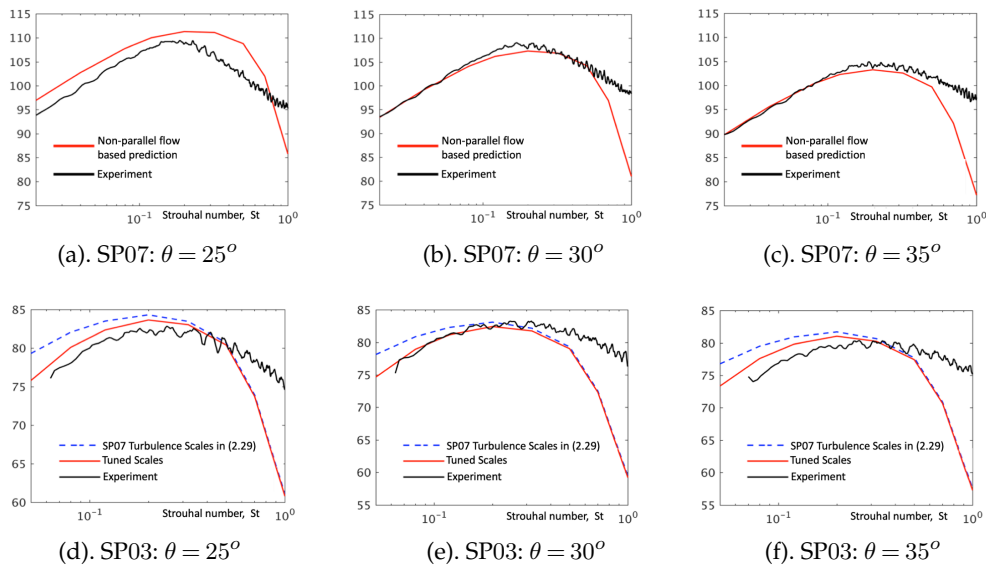 115
110
105
100
95
90
85
80
75
Non-parallel flow
based prediction
Experiment
10⁻¹
Strouhal number, St
10⁰
(a). SP07: θ = 25°
115
110
105
100
95
90
85
80
75
Non-parallel flow
based prediction
Experiment
10⁻¹
Strouhal number, St
10⁰
(b). SP07: θ = 30°
115
110
105
100
95
90
85
80
75
Non-parallel flow
based prediction
Experiment
10⁻¹
Strouhal number, St
10⁰
(c). SP07: θ = 35°
85
80
75
70
65
60
SP07 Turbulence Scales in (2.29)
Tuned Scales
Experiment
10⁻¹
Strouhal number, St
10⁰
(d). SP03: θ = 25°
85
80
75
70
65
60
55
SP07 Turbulence Scales in (2.29)
Tuned Scales
Experiment
10⁻¹
Strouhal number, St
10⁰
(e). SP03: θ = 30°
85
80
75
70
65
60
55
SP07 Turbulence Scales in (2.29)
Tuned Scales
Experiment
10⁻¹
Strouhal number, St
10⁰
(f). SP03: θ = 35°